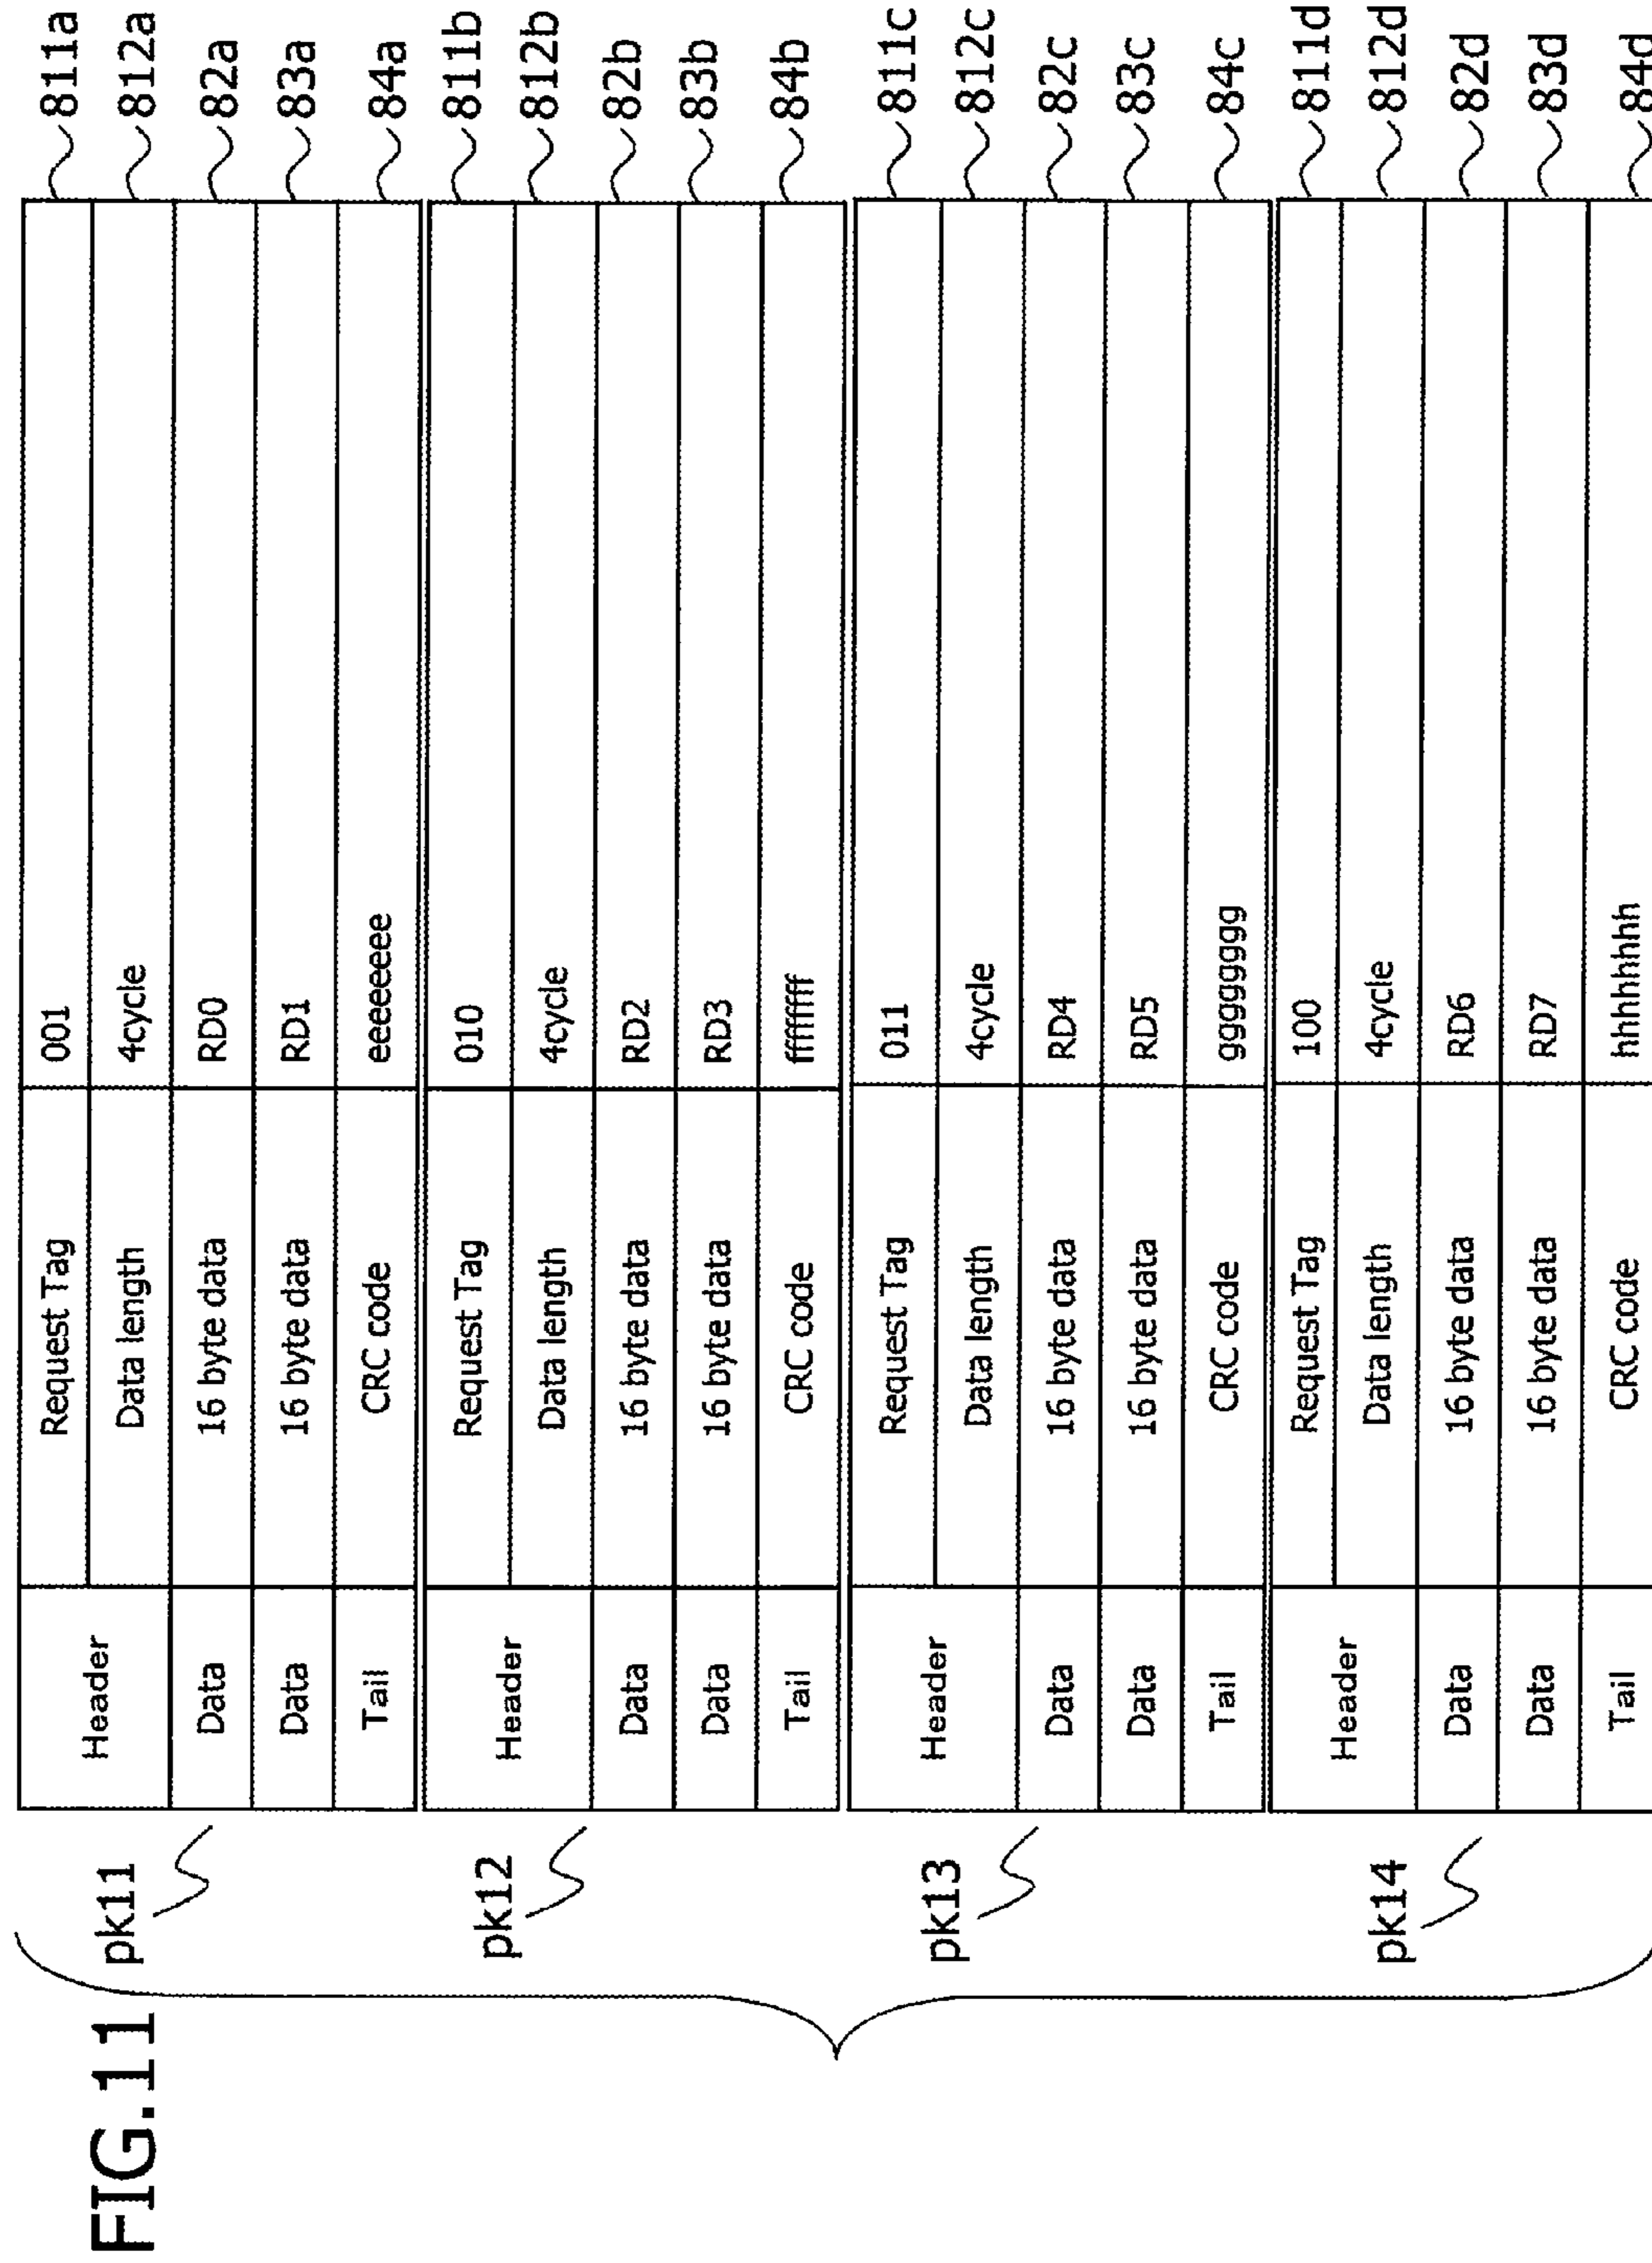 FIG.11
pk11
Header Request Tag 001 811a
Data length 4cycle 812a
Data 16 byte data RD0 82a
Data 16 byte data RD1 83a
Tail CRC code eeeeeeee 84a
pk12
Header Request Tag 010 811b
Data length 4cycle 812b
Data 16 byte data RD2 82b
Data 16 byte data RD3 83b
Tail CRC code ffffffff 84b
pk13
Header Request Tag 011 811c
Data length 4cycle 812c
Data 16 byte data RD4 82c
Data 16 byte data RD5 83c
Tail CRC code gggggggg 84c
pk14
Header Request Tag 100 811d
Data length 4cycle 812d
Data 16 byte data RD6 82d
Data 16 byte data RD7 83d
Tail CRC code hhhhhhhh 84d